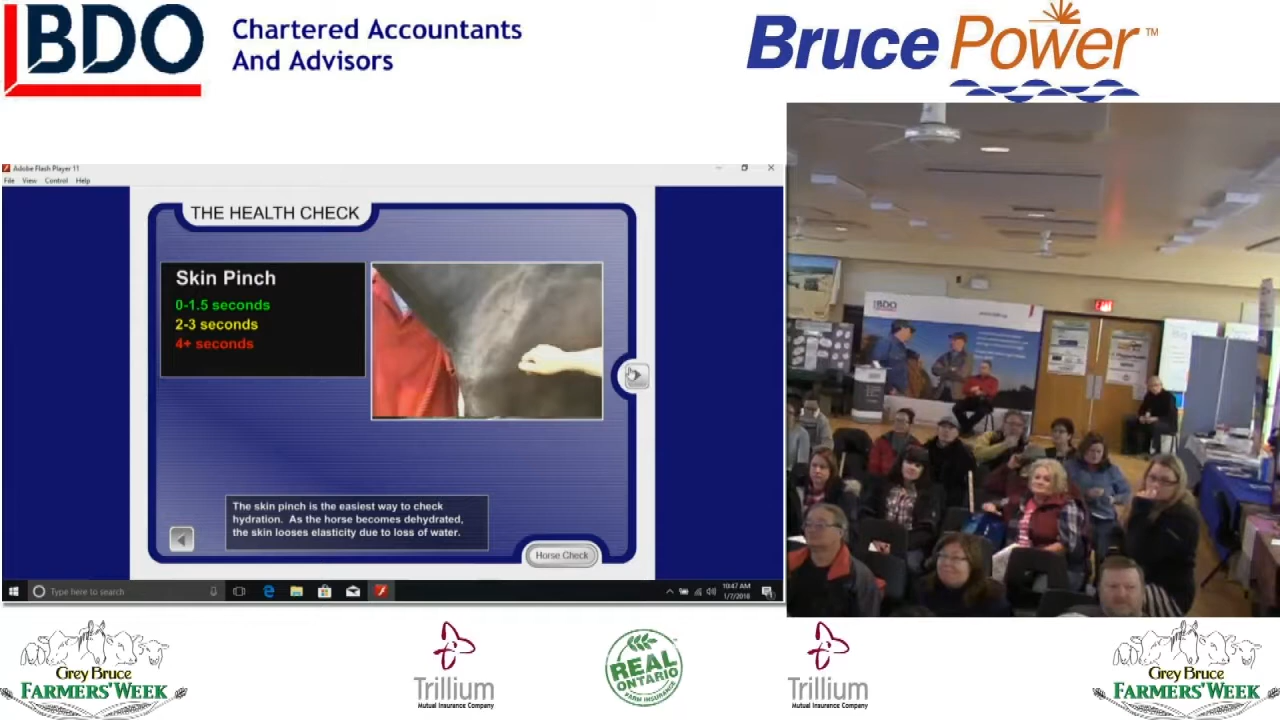 BDO
Chartered Accountants
And Advisors
Bruce Power™
Adobe Flash Player 11
File View Control Help
THE HEALTH CHECK
Skin Pinch
0-1.5 seconds
2-3 seconds
4+ seconds
The skin pinch is the easiest way to check
hydration. As the horse becomes dehydrated,
the skin looses elasticity due to loss of water.
Horse Check
Type here to search
10:47 AM
1/7/2016
BDO
Grey Bruce
FARMERS' WEEK
Trillium
Mutual Insurance Company
REAL
ONTARIO
FARM INSURANCE
Trillium
Mutual Insurance Company
Grey Bruce
FARMERS' WEEK